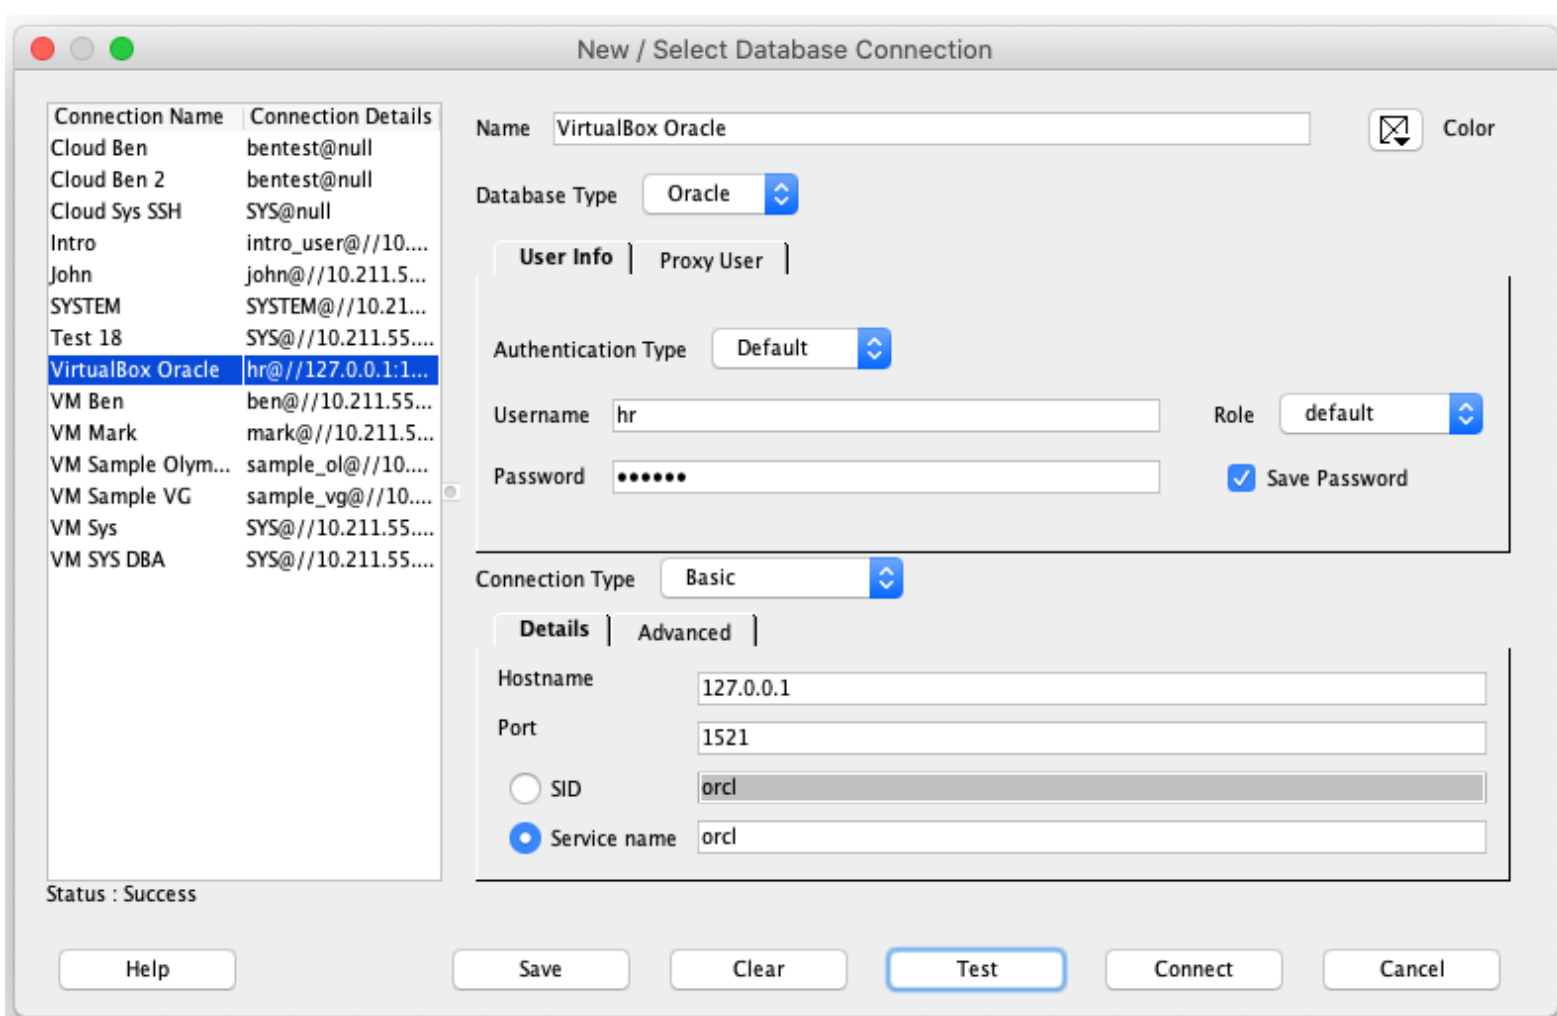 New / Select Database Connection
Connection Name Connection Details
Cloud Ben bentest@null
Cloud Ben 2 bentest@null
Cloud Sys SSH SYS@null
Intro intro_user@//10....
John john@//10.211.5...
SYSTEM SYSTEM@//10.21...
Test 18 SYS@//10.211.55....
VirtualBox Oracle hr@//127.0.0.1:1...
VM Ben ben@//10.211.55...
VM Mark mark@//10.211.5...
VM Sample Olym... sample_ol@//10....
VM Sample VG sample_vg@//10....
VM Sys SYS@//10.211.55....
VM SYS DBA SYS@//10.211.55....
Status : Success
Name VirtualBox Oracle Color
Database Type Oracle
User Info Proxy User
Authentication Type Default
Username hr Role default
Password •••••• Save Password
Connection Type Basic
Details Advanced
Hostname 127.0.0.1
Port 1521
SID orcl
Service name orcl
Help Save Clear Test Connect Cancel